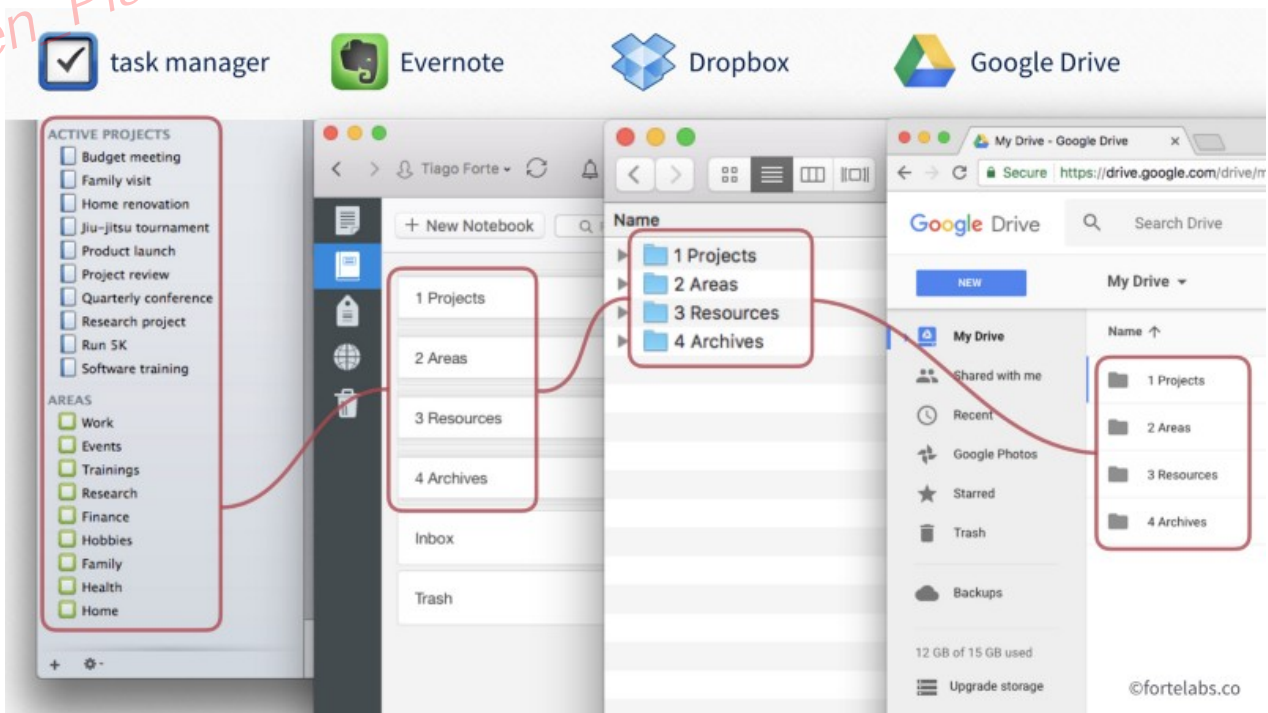 task manager
Evernote
Dropbox
Google Drive
ACTIVE PROJECTS
Budget meeting
Family visit
Home renovation
Jiu-jitsu tournament
Product launch
Project review
Quarterly conference
Research project
Run 5K
Software training
AREAS
Work
Events
Trainings
Research
Finance
Hobbies
Family
Health
Home
Tiago Forte
+ New Notebook
1 Projects
2 Areas
3 Resources
4 Archives
Inbox
Trash
Name
1 Projects
2 Areas
3 Resources
4 Archives
My Drive - Google Drive
Secure https://drive.google.com/drive/m
Google Drive
Search Drive
NEW
My Drive
My Drive
Shared with me
Recent
Google Photos
Starred
Trash
Backups
12 GB of 15 GB used
Upgrade storage
Name
1 Projects
2 Areas
3 Resources
4 Archives
©fortelabs.co